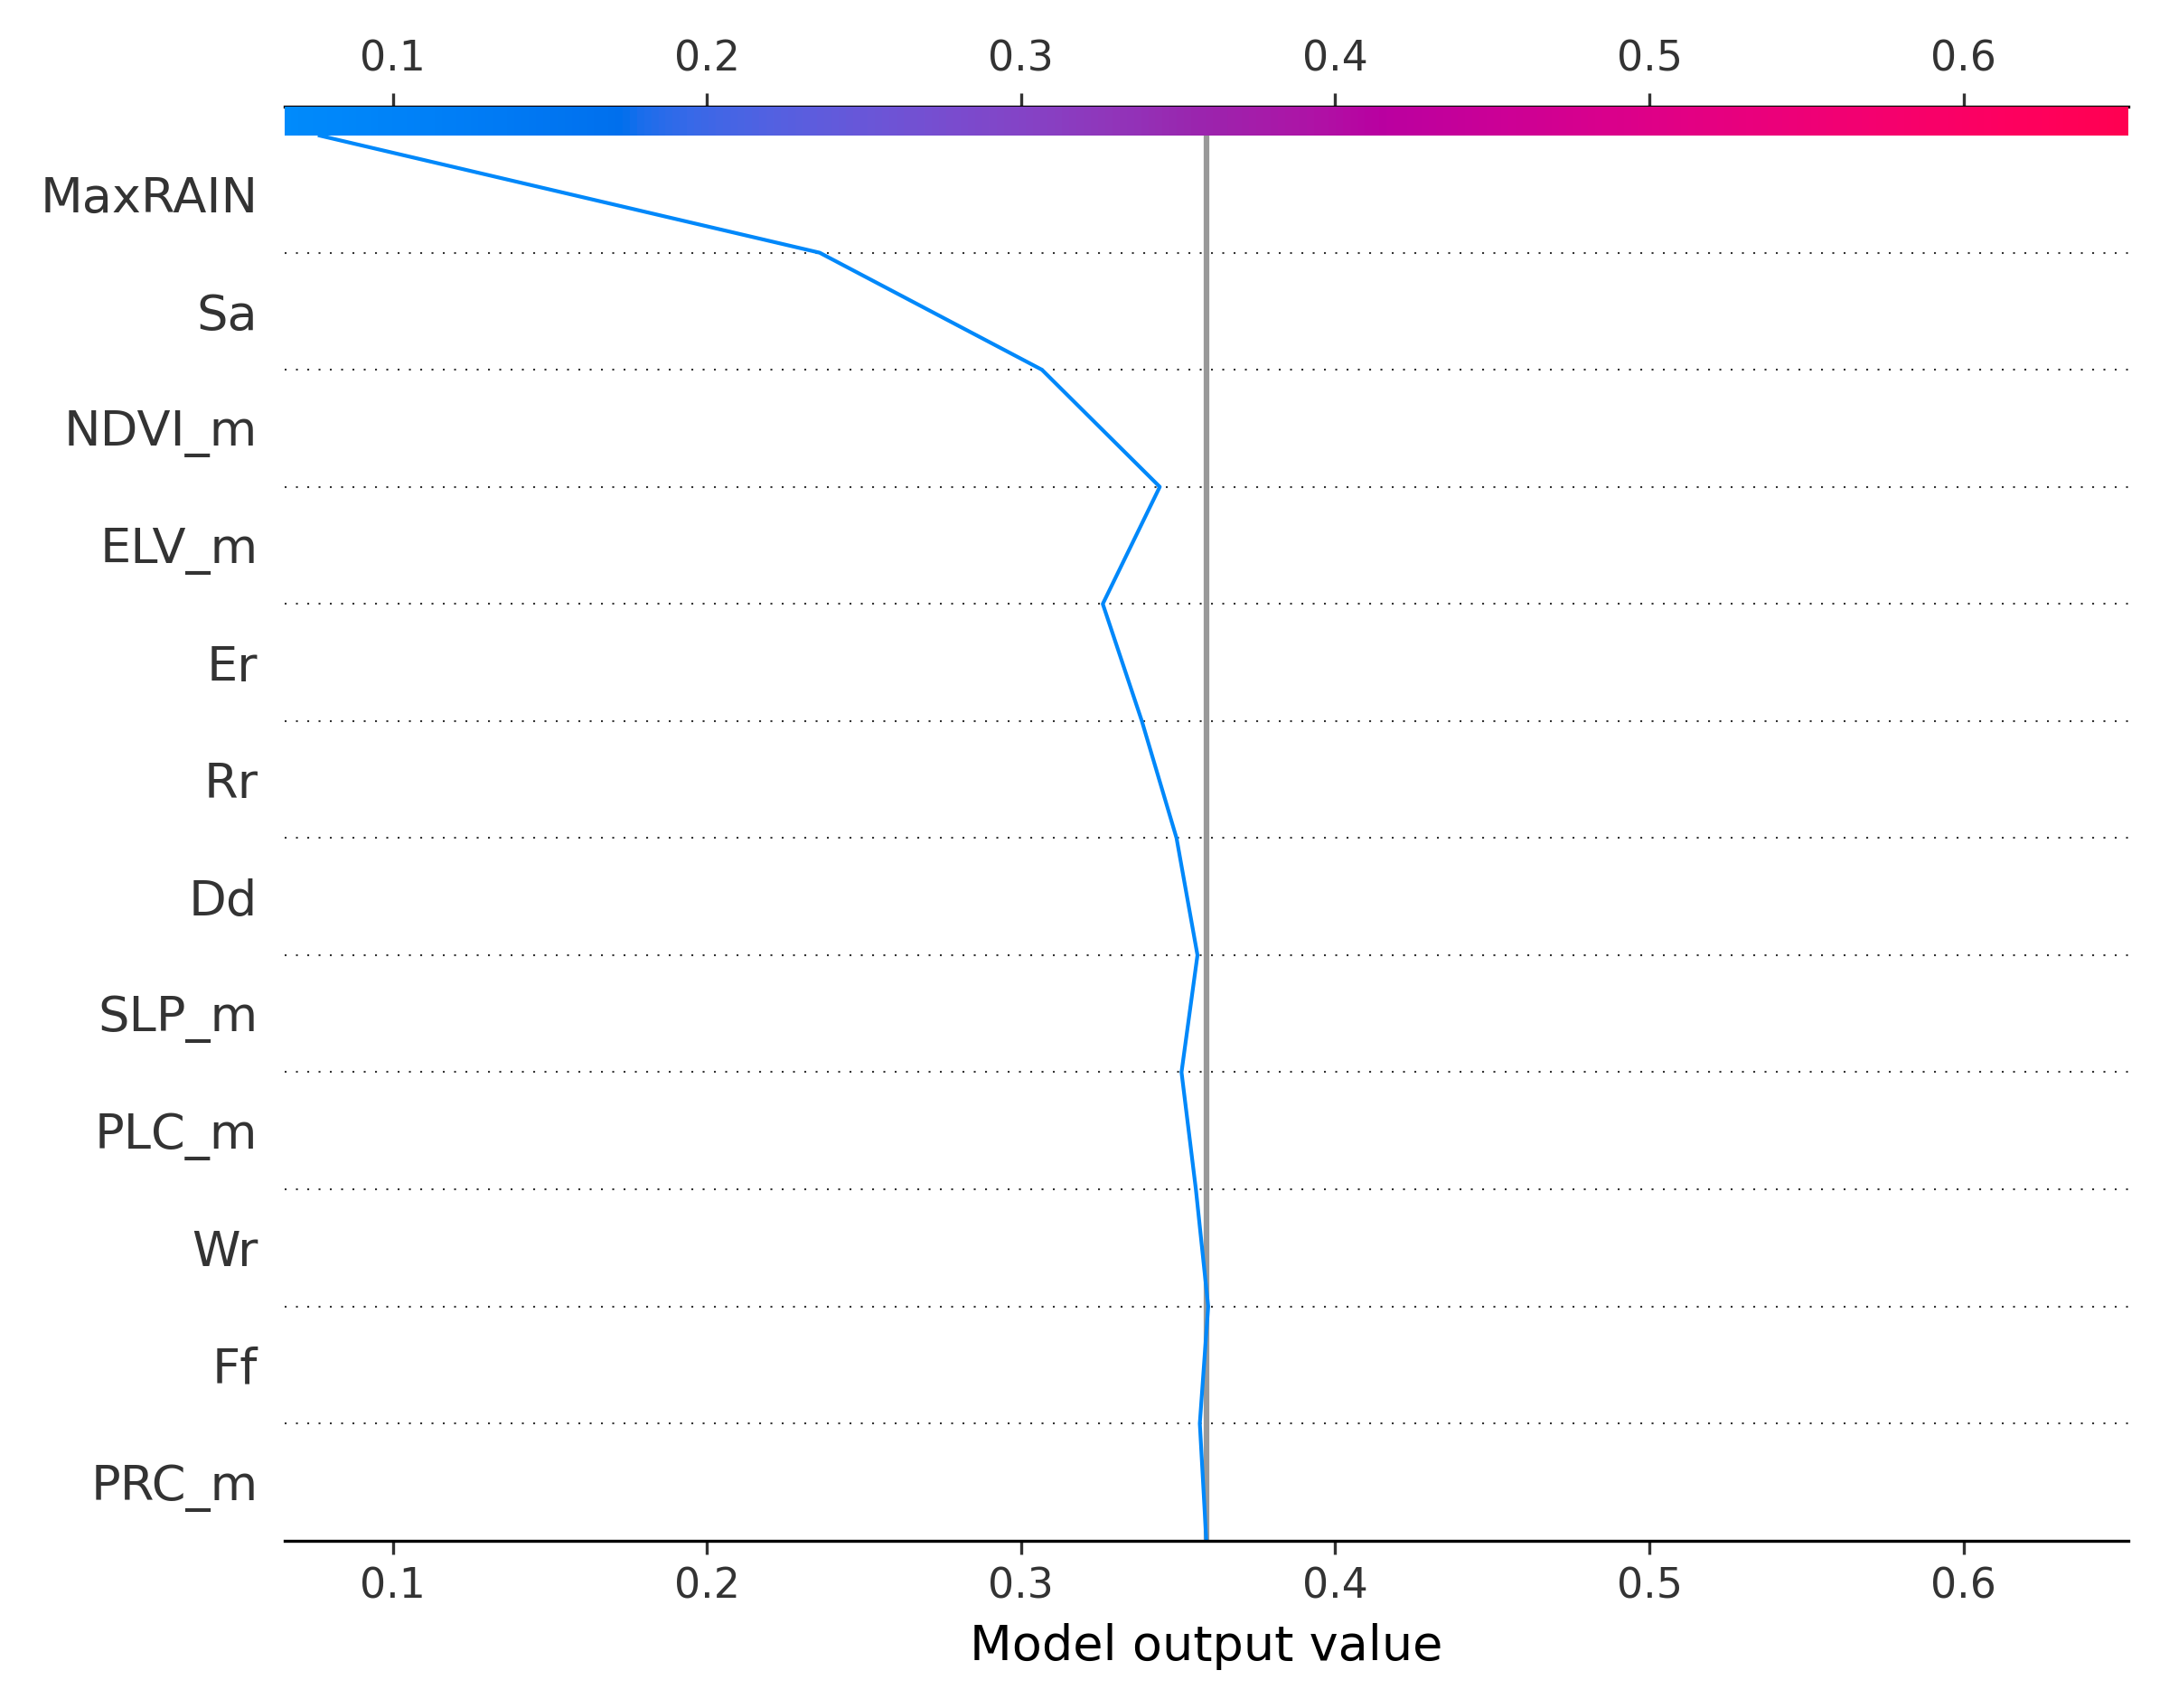 0.1 0.2 0.3 0.4 0.5 0.6
MaxRAIN
Sa
NDVI_m
ELV_m
Er
Rr
Dd
SLP_m
PLC_m
Wr
Ff
PRC_m
0.1 0.2 0.3 0.4 0.5 0.6
Model output value